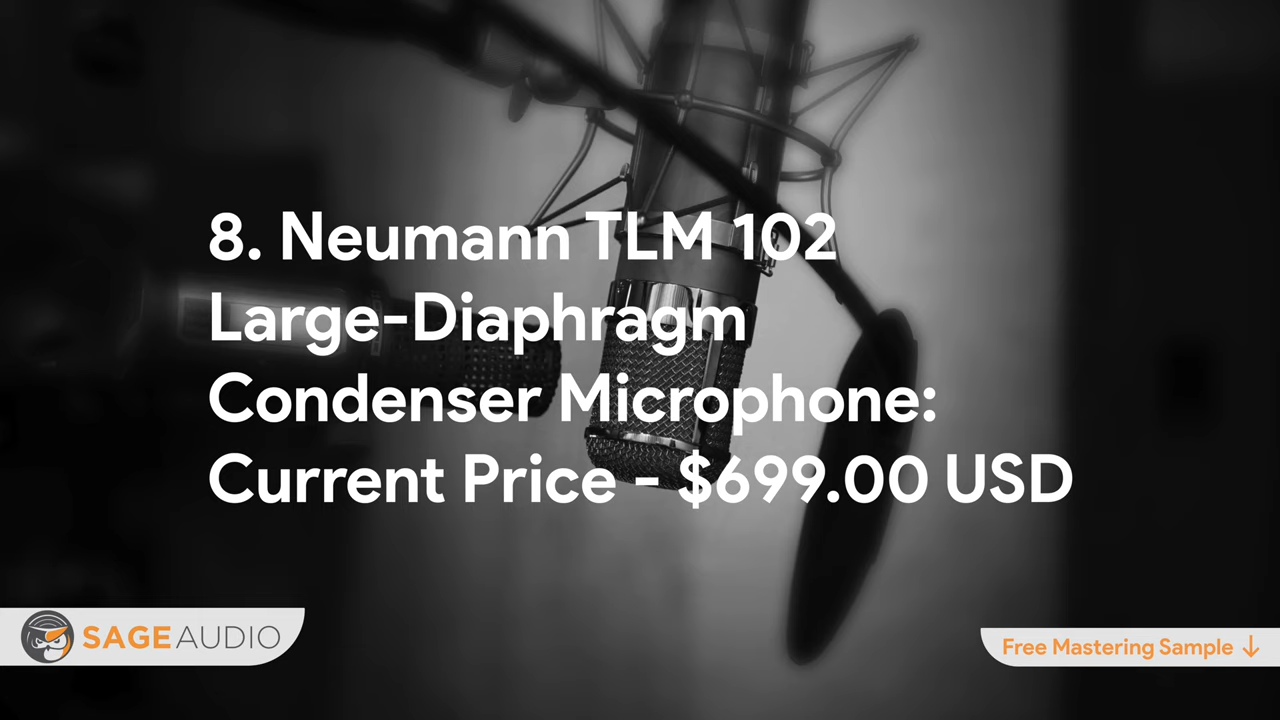 8. Neumann TLM 102
Large-Diaphragm
Condenser Microphone:
Current Price - $699.00 USD
SAGE AUDIO
Free Mastering Sample ↓